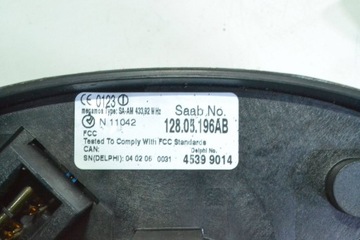 CE 0123
megamos Type: SA-AM 433,92 MHz
Saab No.
N 11042
128.05.196AB
FCC
Tested To Comply With FCC Standards
CAN:
Delphi No.
SN(DELPHI): 04 02 06 0031
4539 9014